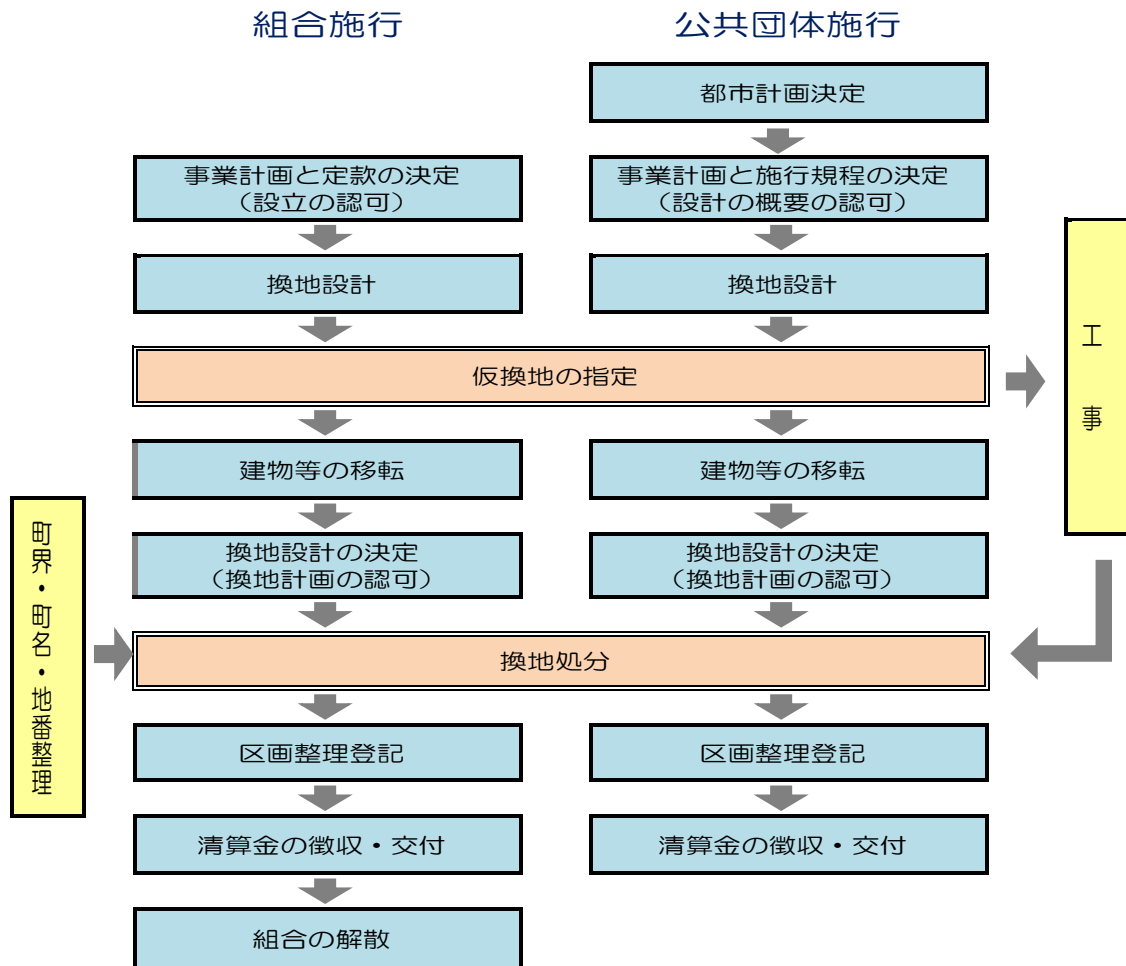 組合施行
公共団体施行
都市計画決定
事業計画と定款の決定
（設立の認可）
事業計画と施行規程の決定
（設計の概要の認可）
換地設計
換地設計
仮換地の指定
工事
建物等の移転
建物等の移転
町界・町名・地番整理
換地設計の決定
（換地計画の認可）
換地設計の決定
（換地計画の認可）
換地処分
区画整理登記
区画整理登記
清算金の徴収・交付
清算金の徴収・交付
組合の解散